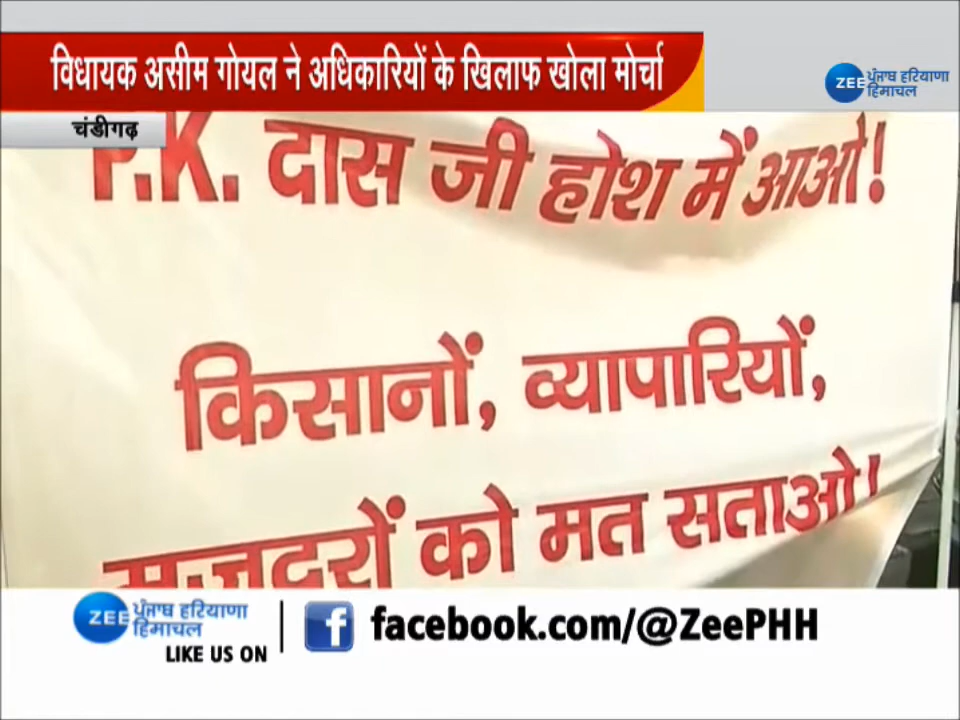 विधायक असीम गोयल ने अधिकारियों के खिलाफ खोला मोर्चा
ZEE ਪੰਜਾਬ हरियाणा
हिमाचल
चंडीगढ़
P.K. दास जी होश में आओ!
किसानों, व्यापारियों,
मजदूरों को मत सताओ!
ZEE ਪੰਜਾਬ हरियाणा
हिमाचल
LIKE US ON
f facebook.com/@ZeePHH